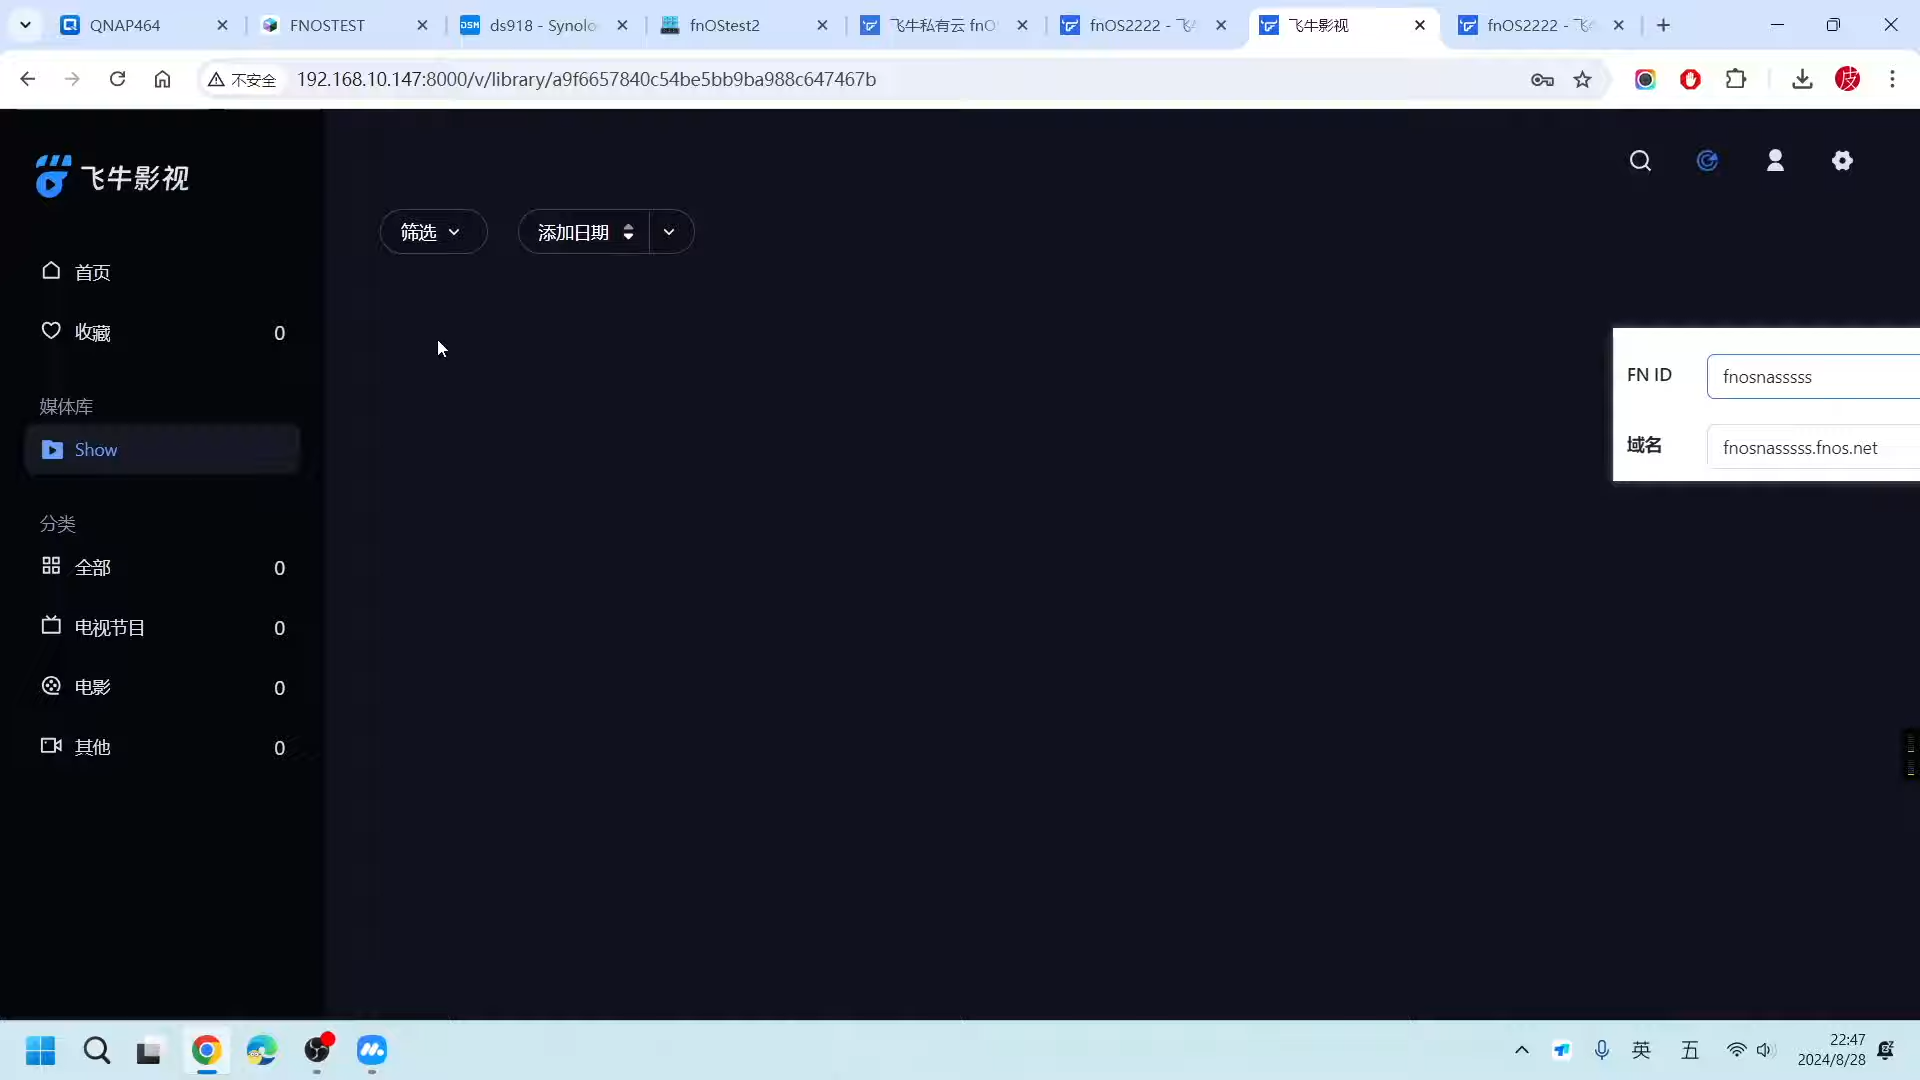 QNAP464
FNOSTEST
ds918 - Synolo
fnOStest2
飞牛私有云 fnO
fnOS2222 - 飞牛
飞牛影视
fnOS2222 - 飞牛
不安全
192.168.10.147:8000/v/library/a9f6657840c54be5bb9ba988c647467b
皮
飞牛影视
筛选
添加日期
首页
收藏 0
媒体库
Show
分类
全部 0
电视节目 0
电影 0
其他 0
FN ID
fnosnasssss
域名
fnosnasssss.fnos.net
英
五
22:47
2024/8/28